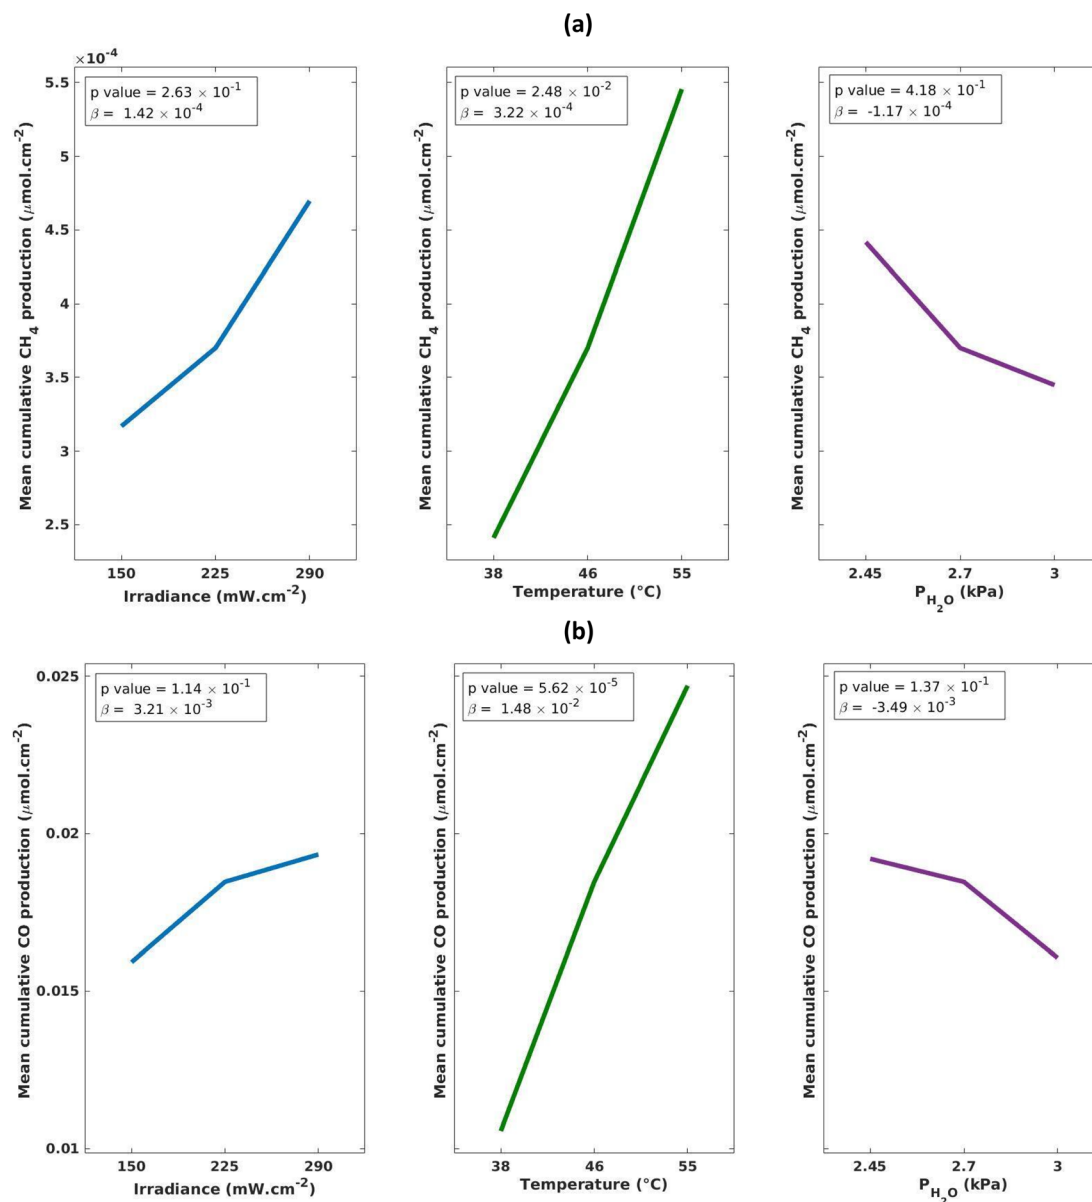 (a)
×10⁻⁴
5.5
5
4.5
4
3.5
3
2.5
Mean cumulative CH₄ production (μmol.cm⁻²)
p value = 2.63 × 10⁻¹
β = 1.42 × 10⁻⁴
150 225 290
Irradiance (mW.cm⁻²)
Mean cumulative CH₄ production (μmol.cm⁻²)
p value = 2.48 × 10⁻²
β = 3.22 × 10⁻⁴
38 46 55
Temperature (°C)
Mean cumulative CH₄ production (μmol.cm⁻²)
p value = 4.18 × 10⁻¹
β = -1.17 × 10⁻⁴
2.45 2.7 3
P_H₂O (kPa)
(b)
0.025
0.02
0.015
0.01
Mean cumulative CO production (μmol.cm⁻²)
p value = 1.14 × 10⁻¹
β = 3.21 × 10⁻³
150 225 290
Irradiance (mW.cm⁻²)
Mean cumulative CO production (μmol.cm⁻²)
p value = 5.62 × 10⁻⁵
β = 1.48 × 10⁻²
38 46 55
Temperature (°C)
Mean cumulative CO production (μmol.cm⁻²)
p value = 1.37 × 10⁻¹
β = -3.49 × 10⁻³
2.45 2.7 3
P_H₂O (kPa)